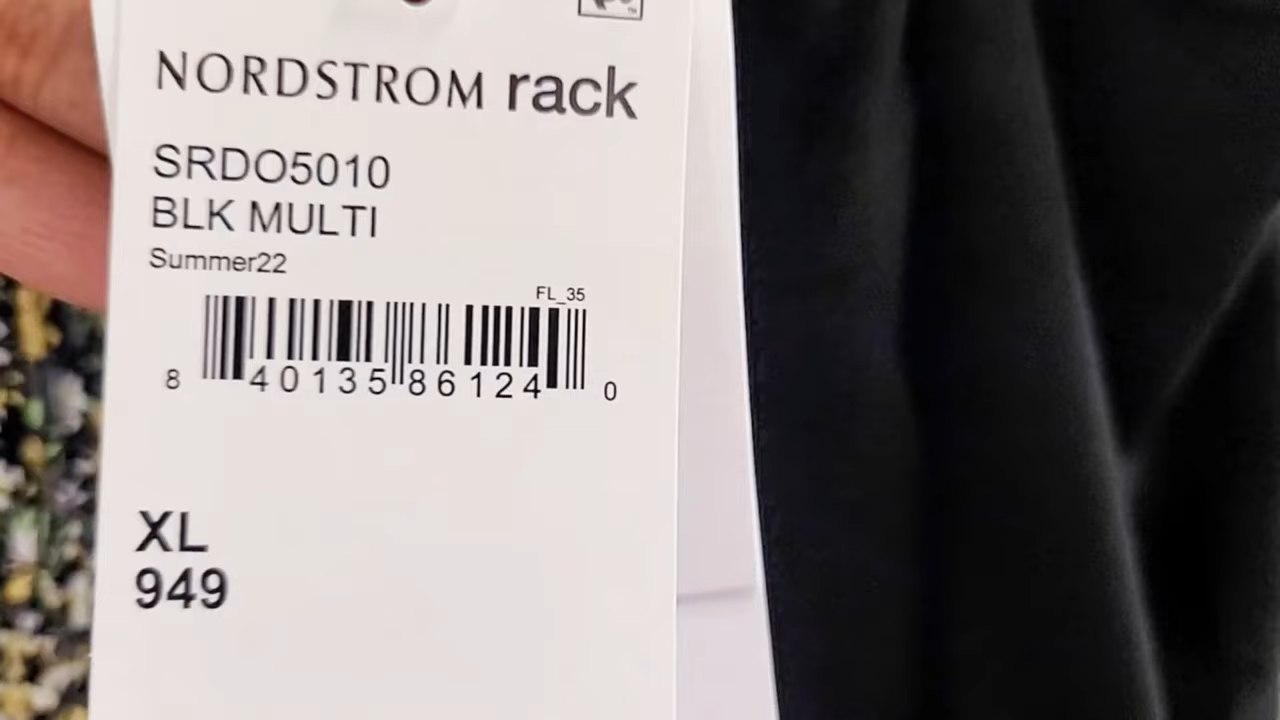 NORDSTROM rack
SRDO5010
BLK MULTI
Summer22
FL_35
8 40135 86124 0
XL
949